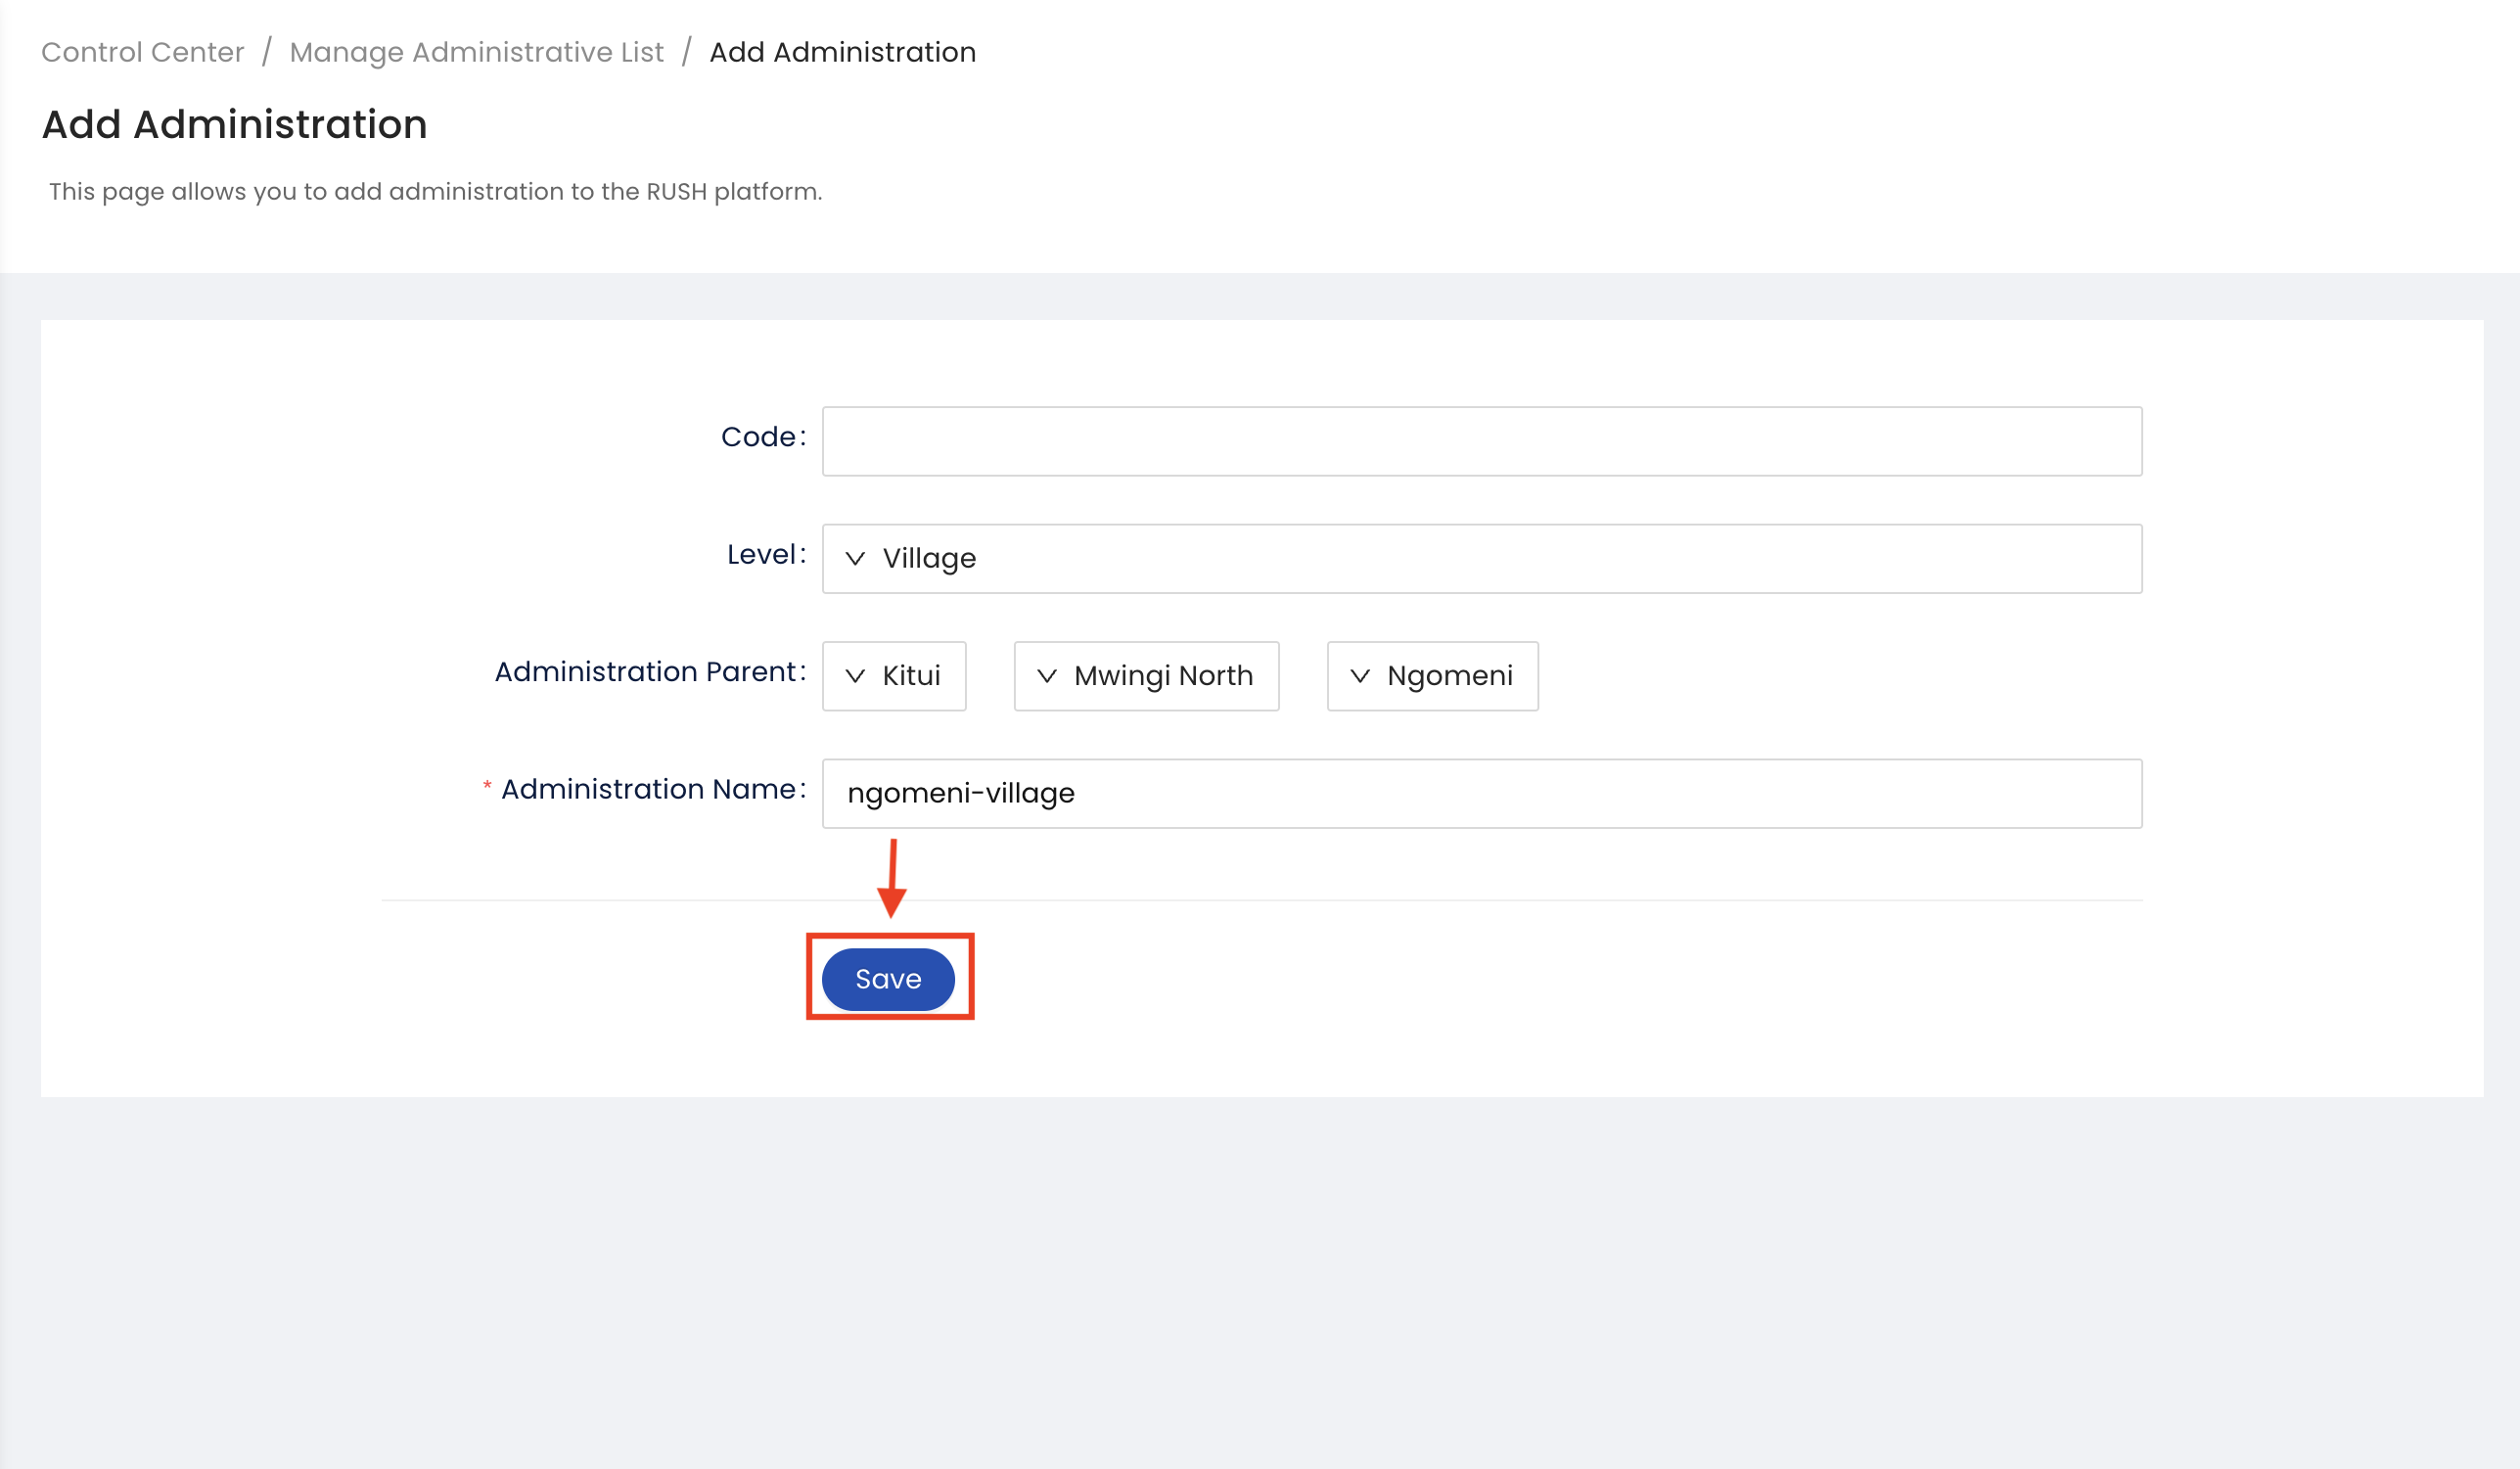 Control Center / Manage Administrative List / Add Administration
Add Administration
This page allows you to add administration to the RUSH platform.
Code:
Level: Village
Administration Parent: Kitui Mwingi North Ngomeni
* Administration Name: ngomeni-village
Save